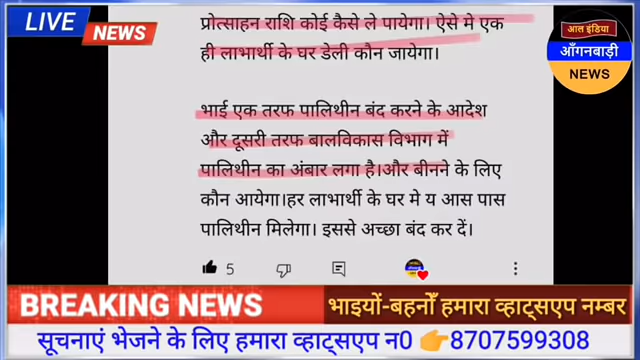 LIVE NEWS
आल इंडिया
आँगनबाड़ी
NEWS
प्रोत्साहन राशि कोई कैसे ले पायेगा। ऐसे मे एक
ही लाभार्थी के घर डेली कौन जायेगा।
भाई एक तरफ पालिथीन बंद करने के आदेश
और दूसरी तरफ बालविकास विभाग में
पालिथीन का अंबार लगा है।और बीनने के लिए
कौन आयेगा।हर लाभार्थी के घर मे य आस पास
पालिथीन मिलेगा। इससे अच्छा बंद कर दें।
5
BREAKING NEWS
भाइयों-बहनोंँ हमारा व्हाट्सएप नम्बर
सूचनाएं भेजने के लिए हमारा व्हाट्सएप न0 👉8707599308